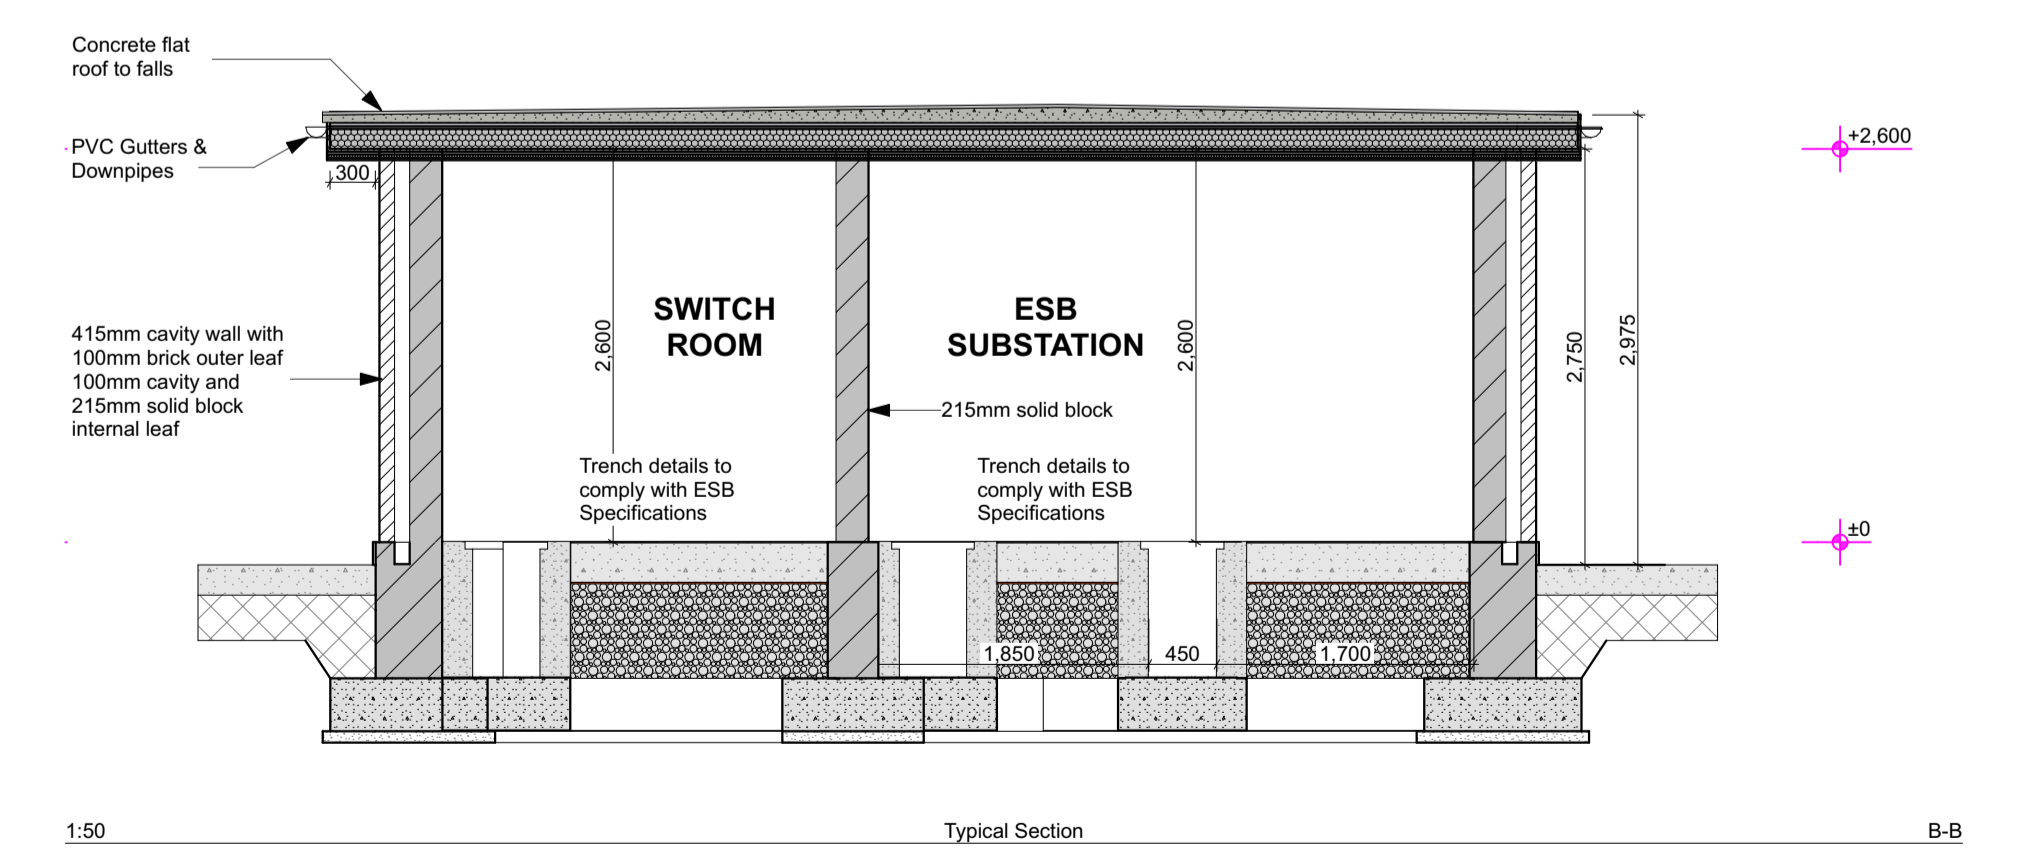 Concrete flat
roof to falls
PVC Gutters &
Downpipes
300
+2,600
415mm cavity wall with
100mm brick outer leaf
100mm cavity and
215mm solid block
internal leaf
2,600
SWITCH
ROOM
ESB
SUBSTATION
2,600
2,750
2,975
215mm solid block
Trench details to
comply with ESB
Specifications
Trench details to
comply with ESB
Specifications
±0
1,850
450
1,700
1:50
Typical Section
B-B